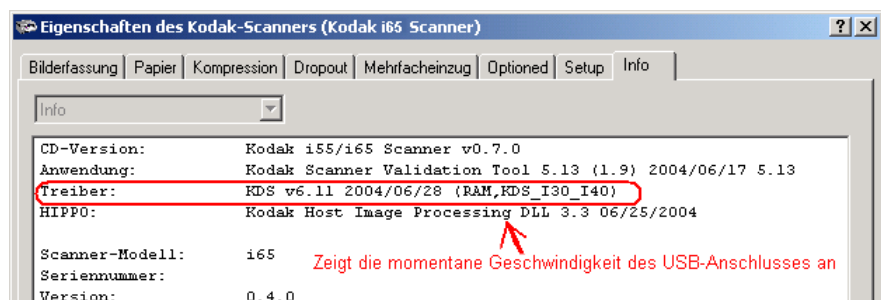 Eigenschaften des Kodak-Scanners (Kodak i65 Scanner)
Bilderfassung Papier Kompression Dropout Mehrfacheinzug Optioned Setup Info
Info
CD-Version: Kodak i55/i65 Scanner v0.7.0
Anwendung: Kodak Scanner Validation Tool 5.13 (1.9) 2004/06/17 5.13
Treiber: KDS v6.11 2004/06/28 (RAM,KDS_I30_I40)
HIPPO: Kodak Host Image Processing DLL 3.3 06/25/2004
Scanner-Modell: i65
Zeigt die momentane Geschwindigkeit des USB-Anschlusses an
Seriennummer:
Version: 0.4.0